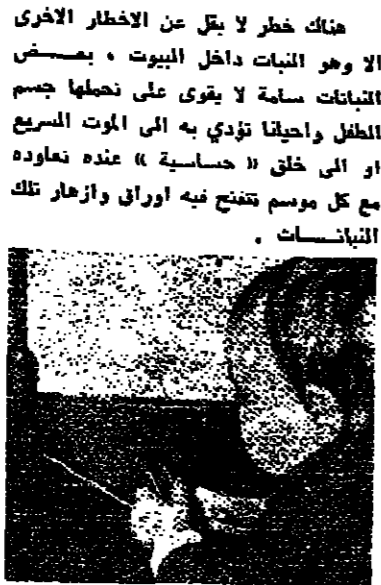 هناك خطر لا يقل عن الاخطار الاخرى
الا وهو النبات داخل البيوت ، بعـــض
النباتات سامة لا يقوى على تحملها جسم
الطفل واحيانا تؤدي به الى الموت السريع
او الى خلق « حساسية » عنده تعاوده
مع كل موسم تتفتح فيه اوراق وازهار تلك
النباتـــات .